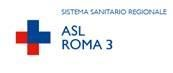 SISTEMA SANITARIO REGIONALE
ASL
ROMA 3